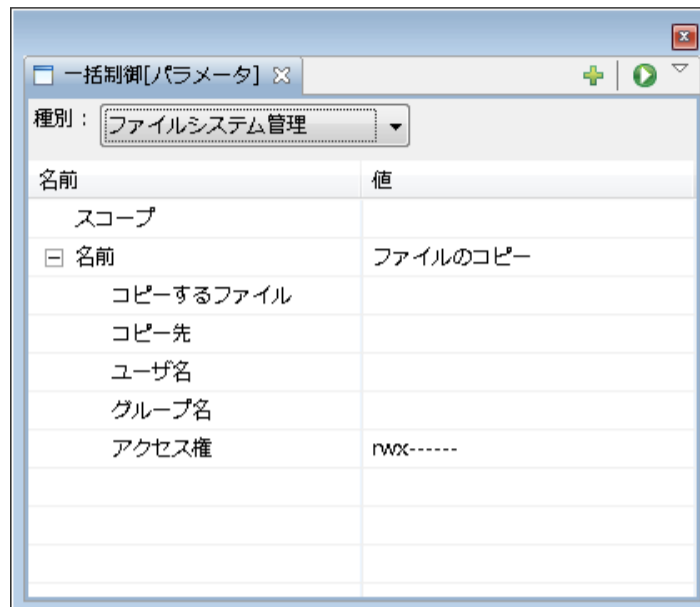 一括制御[パラメータ]
種別： ファイルシステム管理
名前 値
スコープ
名前 ファイルのコピー
コピーするファイル
コピー先
ユーザ名
グループ名
アクセス権 rwx------